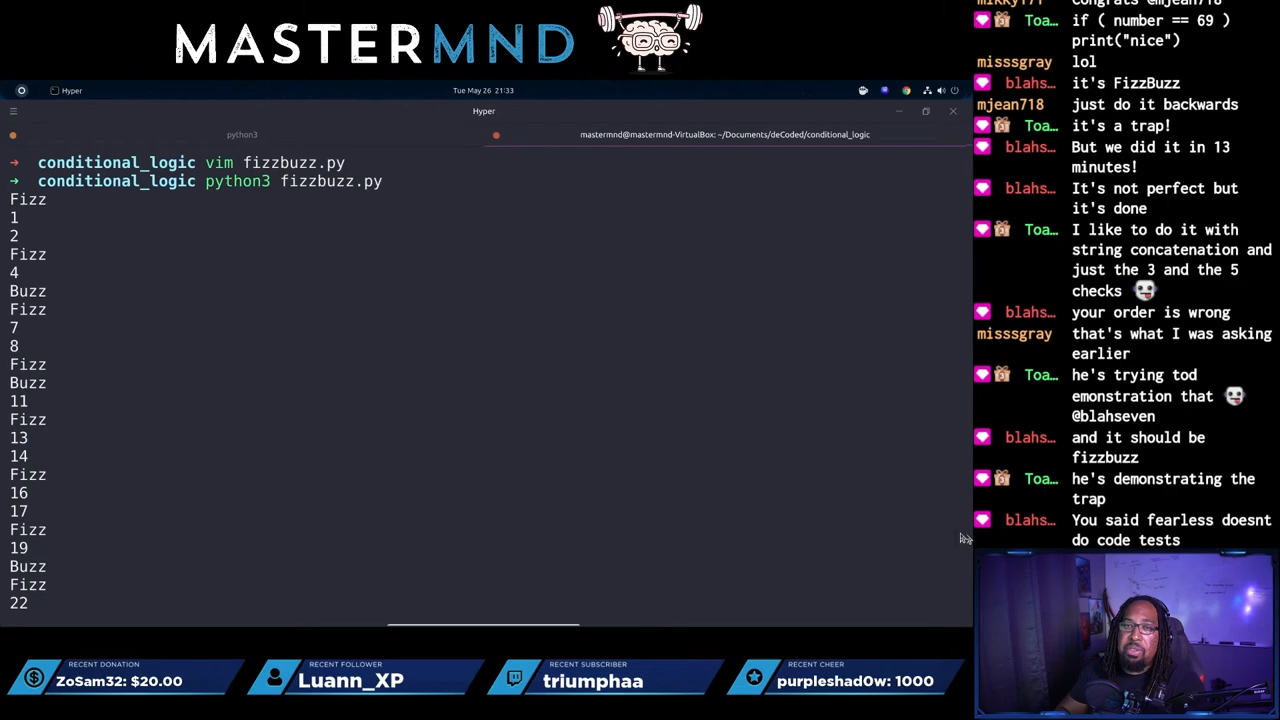 MASTERMND
Hyper
Tue May 26 21:33
Hyper
python3
mastermnd@mastermnd-VirtualBox: ~/Documents/deCoded/conditional_logic
→ conditional_logic vim fizzbuzz.py
→ conditional_logic python3 fizzbuzz.py
Fizz
1
2
Fizz
4
Buzz
Fizz
7
8
Fizz
Buzz
11
Fizz
13
14
Fizz
16
17
Fizz
19
Buzz
Fizz
22
Toa… if ( number == 69 )
print("nice")
misssgray lol
blahs… it's FizzBuzz
mjean718 just do it backwards
Toa… it's a trap!
blahs… But we did it in 13
minutes!
blahs… It's not perfect but
it's done
Toa… I like to do it with
string concatenation and
just the 3 and the 5
checks
blahs… your order is wrong
misssgray that's what I was asking
earlier
Toa… he's trying tod
emonstration that
@blahseven
blahs… and it should be
fizzbuzz
Toa… he's demonstrating the
trap
blahs… You said fearless doesnt
do code tests
RECENT DONATION
ZoSam32: $20.00
RECENT FOLLOWER
Luann_XP
RECENT SUBSCRIBER
triumphaa
RECENT CHEER
purpleshad0w: 1000